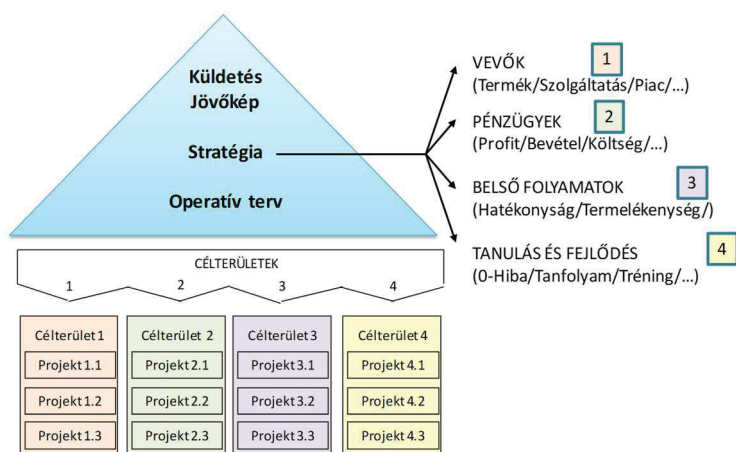 Küldetés
Jövőkép
Stratégia
Operatív terv
VEVŐK 1
(Termék/Szolgáltatás/Piac/...)
PÉNZÜGYEK 2
(Profit/Bevétel/Költség/...)
BELSŐ FOLYAMATOK 3
(Hatékonyság/Termelékenység/)
TANULÁS ÉS FEJLŐDÉS 4
(0-Hiba/Tanfolyam/Tréning/...)
CÉLTERÜLETEK
1 2 3 4
Célterület 1
Projekt 1.1
Projekt 1.2
Projekt 1.3
Célterület 2
Projekt 2.1
Projekt 2.2
Projekt 2.3
Célterület 3
Projekt 3.1
Projekt 3.2
Projekt 3.3
Célterület 4
Projekt 4.1
Projekt 4.2
Projekt 4.3